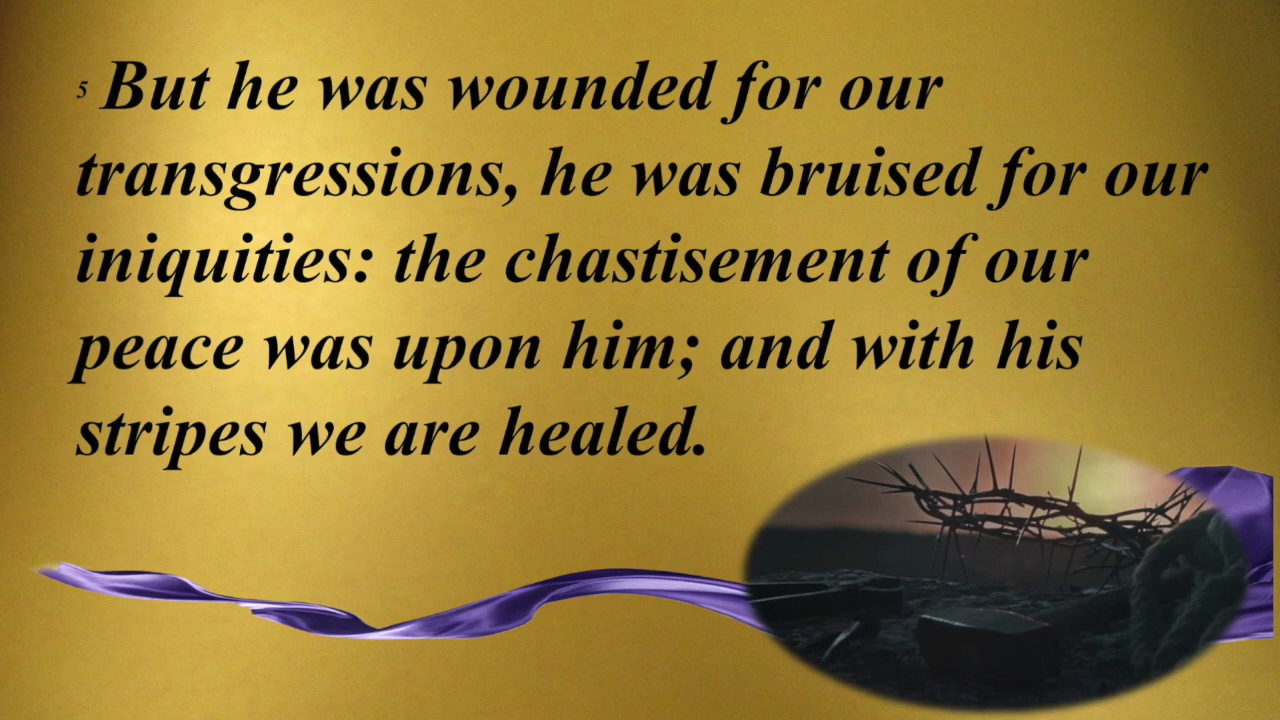 5 But he was wounded for our
transgressions, he was bruised for our
iniquities: the chastisement of our
peace was upon him; and with his
stripes we are healed.